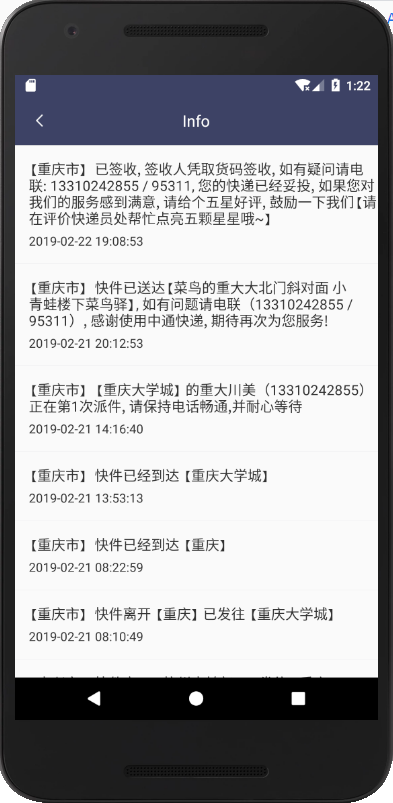 1:22
Info
【重庆市】 已签收, 签收人凭取货码签收, 如有疑问请电
联: 13310242855 / 95311, 您的快递已经妥投, 如果您对
我们的服务感到满意, 请给个五星好评, 鼓励一下我们【请
在评价快递员处帮忙点亮五颗星星哦~】
2019-02-22 19:08:53
【重庆市】 快件已送达【菜鸟的重大大北门斜对面 小
青蛙楼下菜鸟驿】, 如有问题请电联（13310242855 /
95311）, 感谢使用中通快递, 期待再次为您服务!
2019-02-21 20:12:53
【重庆市】 【重庆大学城】 的重大川美（13310242855）
正在第1次派件, 请保持电话畅通,并耐心等待
2019-02-21 14:16:40
【重庆市】 快件已经到达 【重庆大学城】
2019-02-21 13:53:13
【重庆市】 快件已经到达 【重庆】
2019-02-21 08:22:59
【重庆市】 快件离开 【重庆】 已发往 【重庆大学城】
2019-02-21 08:10:49